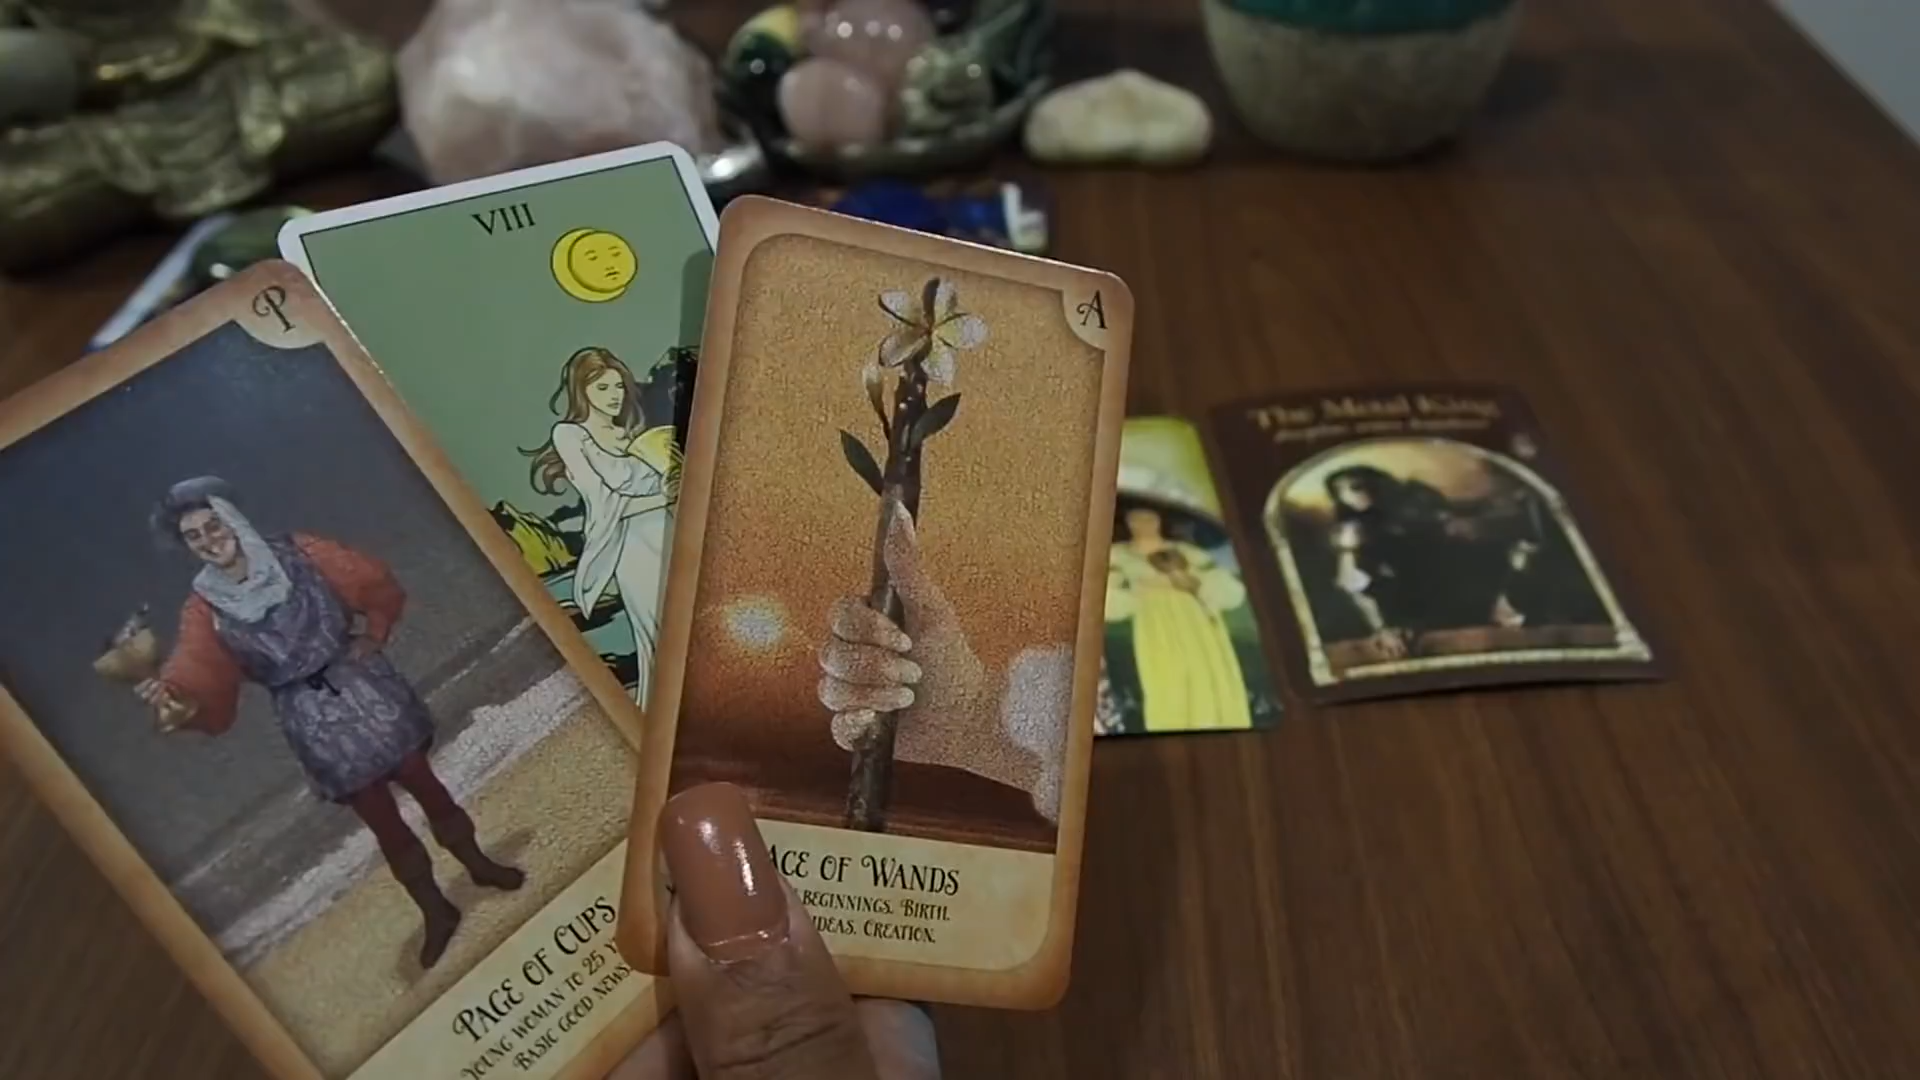 VIII
P
A
The Metal King
ACE OF WANDS
BEGINNINGS. BIRTH.
IDEAS. CREATION.
PAGE OF CUPS
YOUNG WOMAN TO 25
BASIC GOOD NEWS.